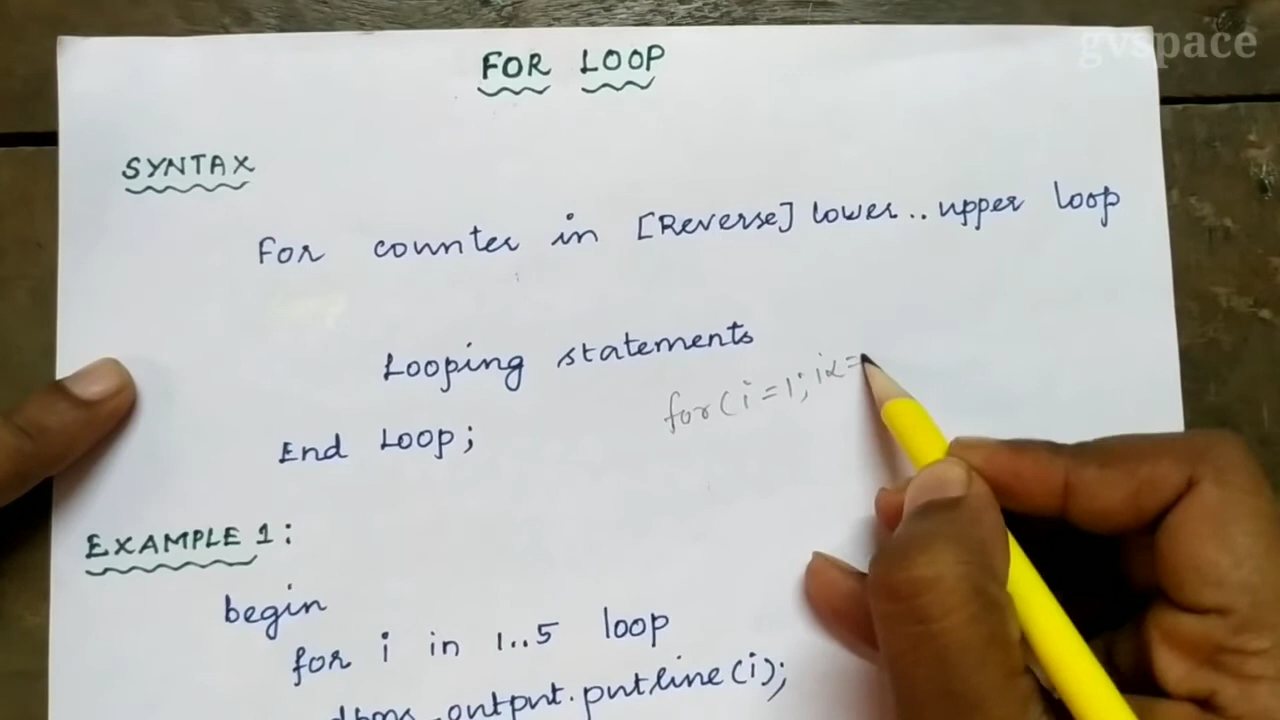 gvspace
FOR LOOP
SYNTAX
For counter in [Reverse] lower..upper loop
Looping statements
for(i=1; i<=
End Loop;
EXAMPLE 1:
begin
for i in 1..5 loop
dbms_output.putline(i);